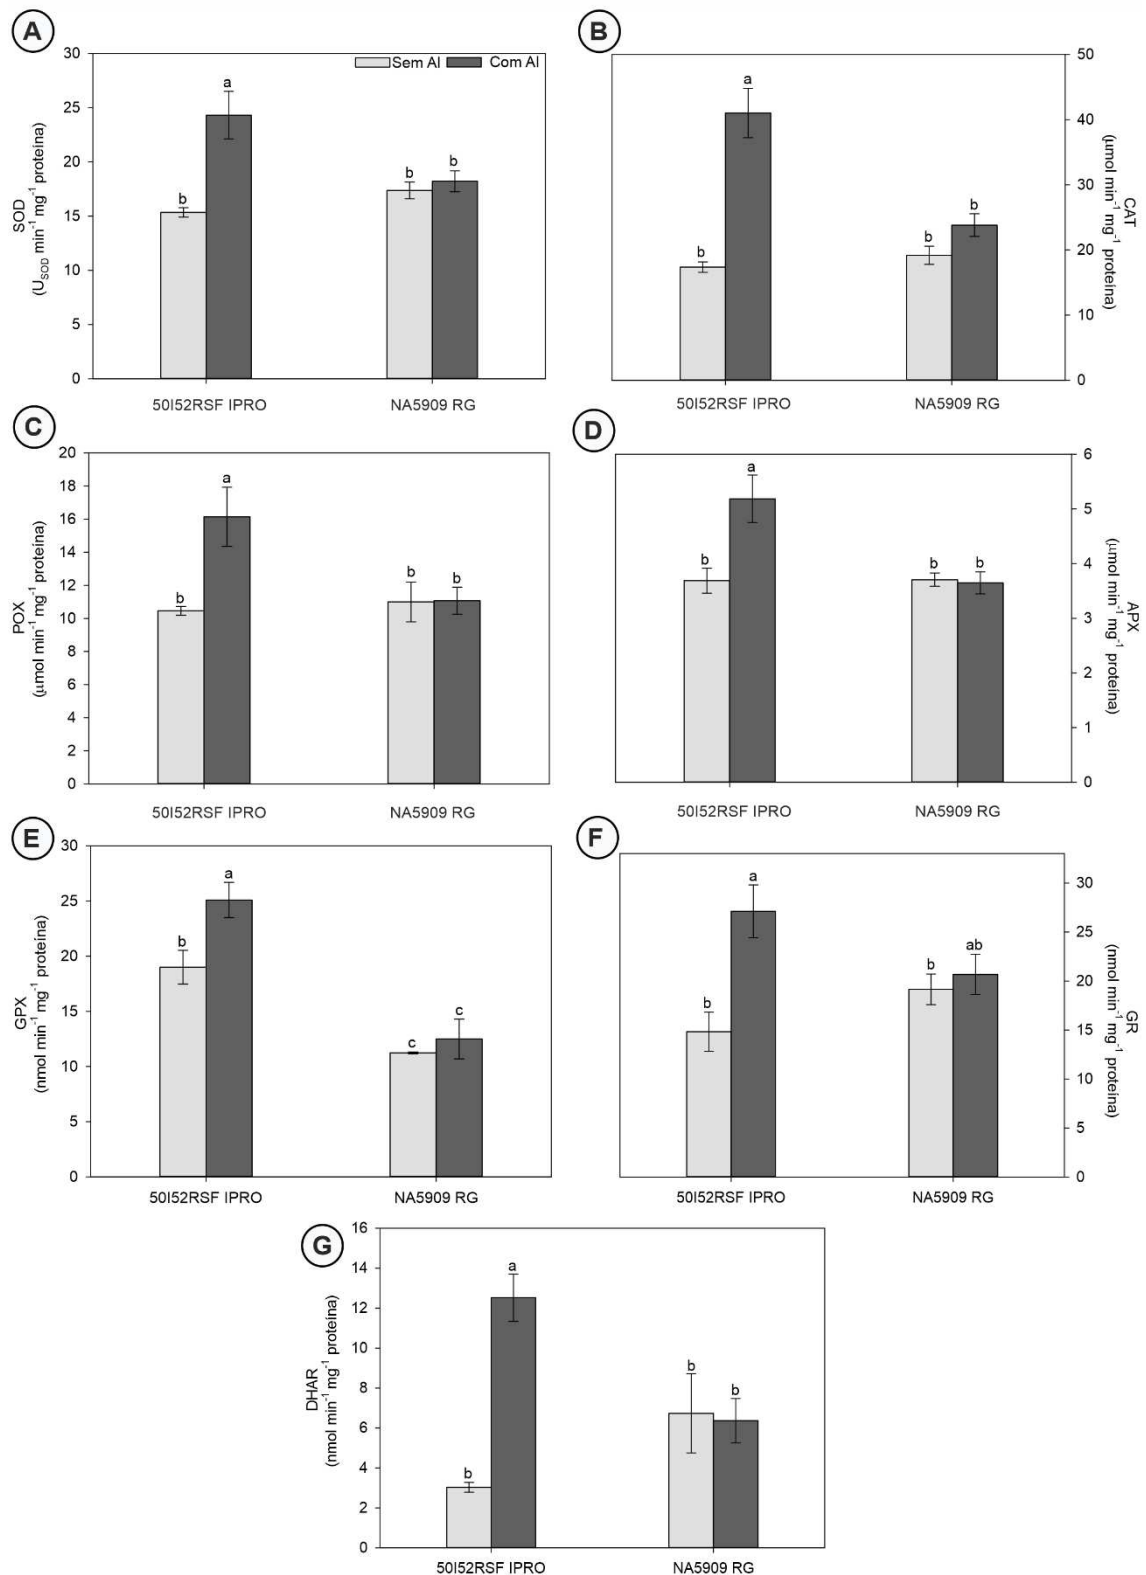 A
30
25
20
15
10
5
0
SOD
(U_SOD min⁻¹ mg⁻¹ proteína)
Sem Al
Com Al
b
a
b
b
50I52RSF IPRO
NA5909 RG
B
50
40
30
20
10
0
CAT
(µmol min⁻¹ mg⁻¹ proteína)
b
a
b
b
50I52RSF IPRO
NA5909 RG
C
20
18
16
14
12
10
8
6
4
2
0
POX
(µmol min⁻¹ mg⁻¹ proteína)
b
a
b
b
50I52RSF IPRO
NA5909 RG
D
6
5
4
3
2
1
0
APX
(µmol min⁻¹ mg⁻¹ proteína)
b
a
b
b
50I52RSF IPRO
NA5909 RG
E
30
25
20
15
10
5
0
GPX
(nmol min⁻¹ mg⁻¹ proteína)
b
a
c
c
50I52RSF IPRO
NA5909 RG
F
30
25
20
15
10
5
0
GR
(nmol min⁻¹ mg⁻¹ proteína)
b
a
b
ab
50I52RSF IPRO
NA5909 RG
G
16
14
12
10
8
6
4
2
0
DHAR
(nmol min⁻¹ mg⁻¹ proteína)
b
a
b
b
50I52RSF IPRO
NA5909 RG